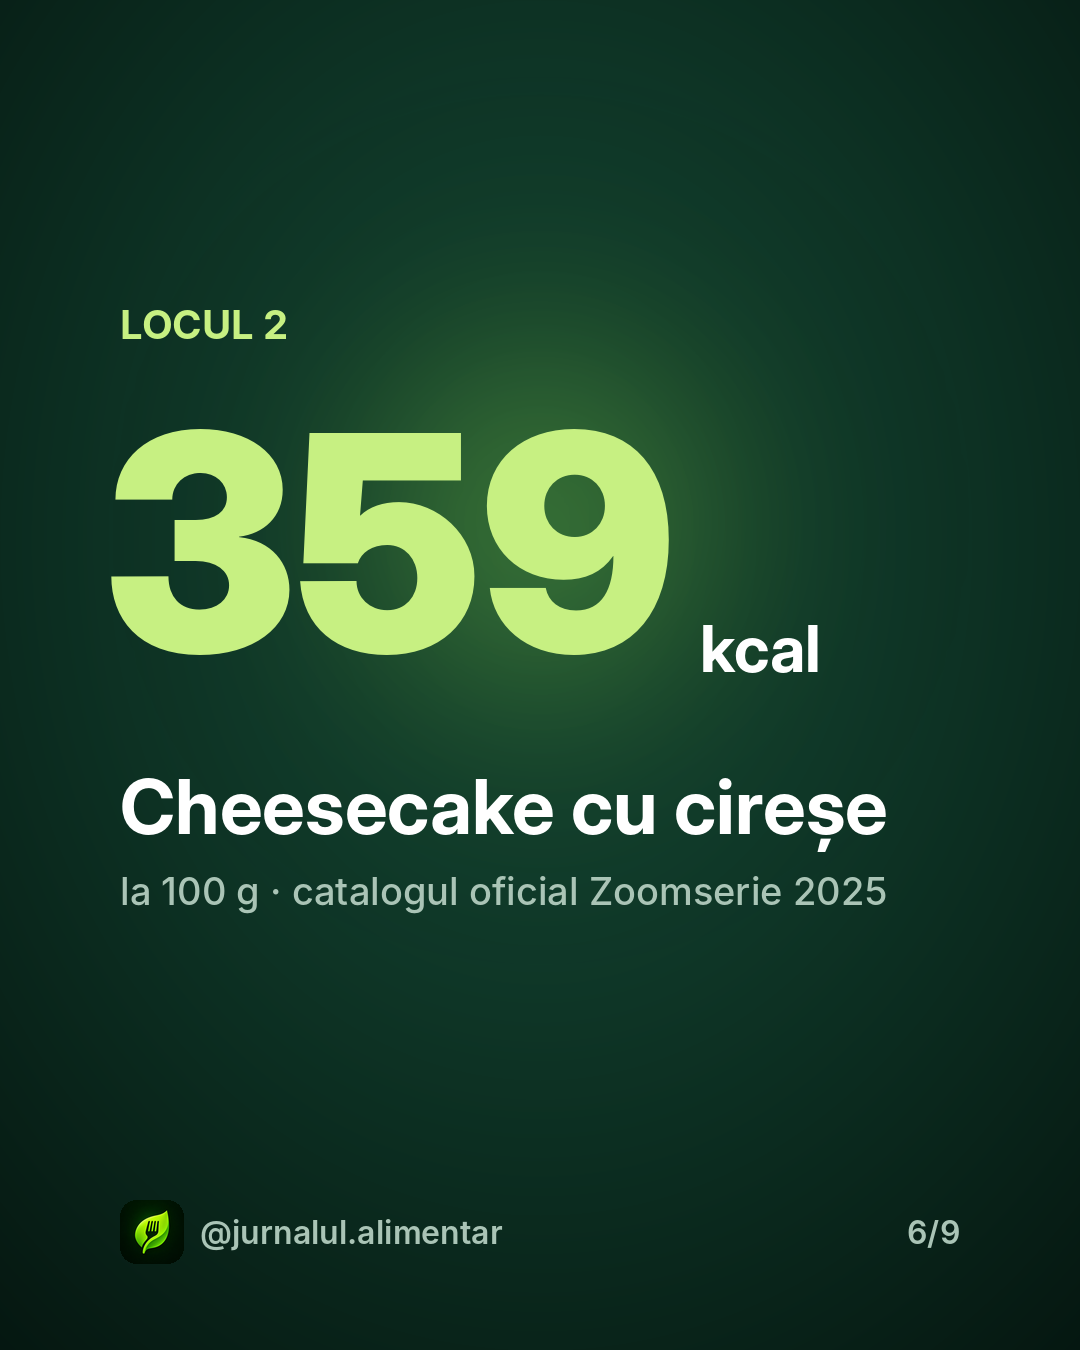 LOCUL 2
359 kcal
Cheesecake cu cireșe
la 100 g · catalogul oficial Zoomserie 2025
@jurnalul.alimentar
6/9